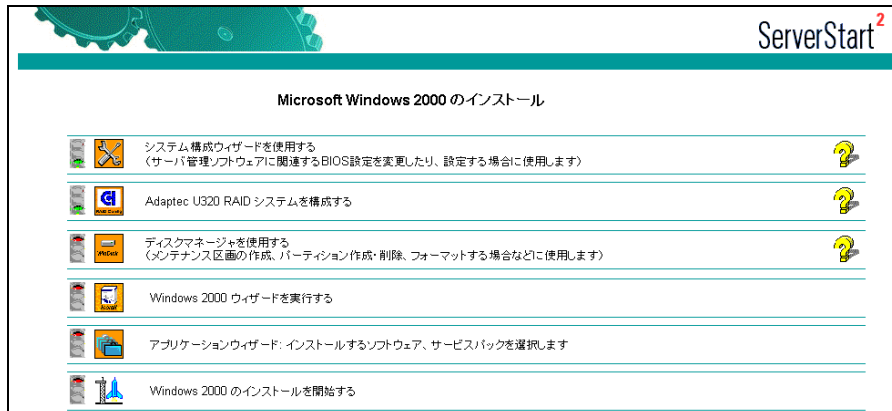 ServerStart2
Microsoft Windows 2000 のインストール
システム構成ウィザードを使用する
（サーバ管理ソフトウェアに関連するBIOS設定を変更したり、設定する場合に使用します）
Adaptec U320 RAID システムを構成する
ディスクマネージャを使用する
（メンテナンス区画の作成、パーティション作成・削除、フォーマットする場合などに使用します）
Windows 2000 ウィザードを実行する
アプリケーションウィザード: インストールするソフトウェア、サービスパックを選択します
Windows 2000 のインストールを開始する